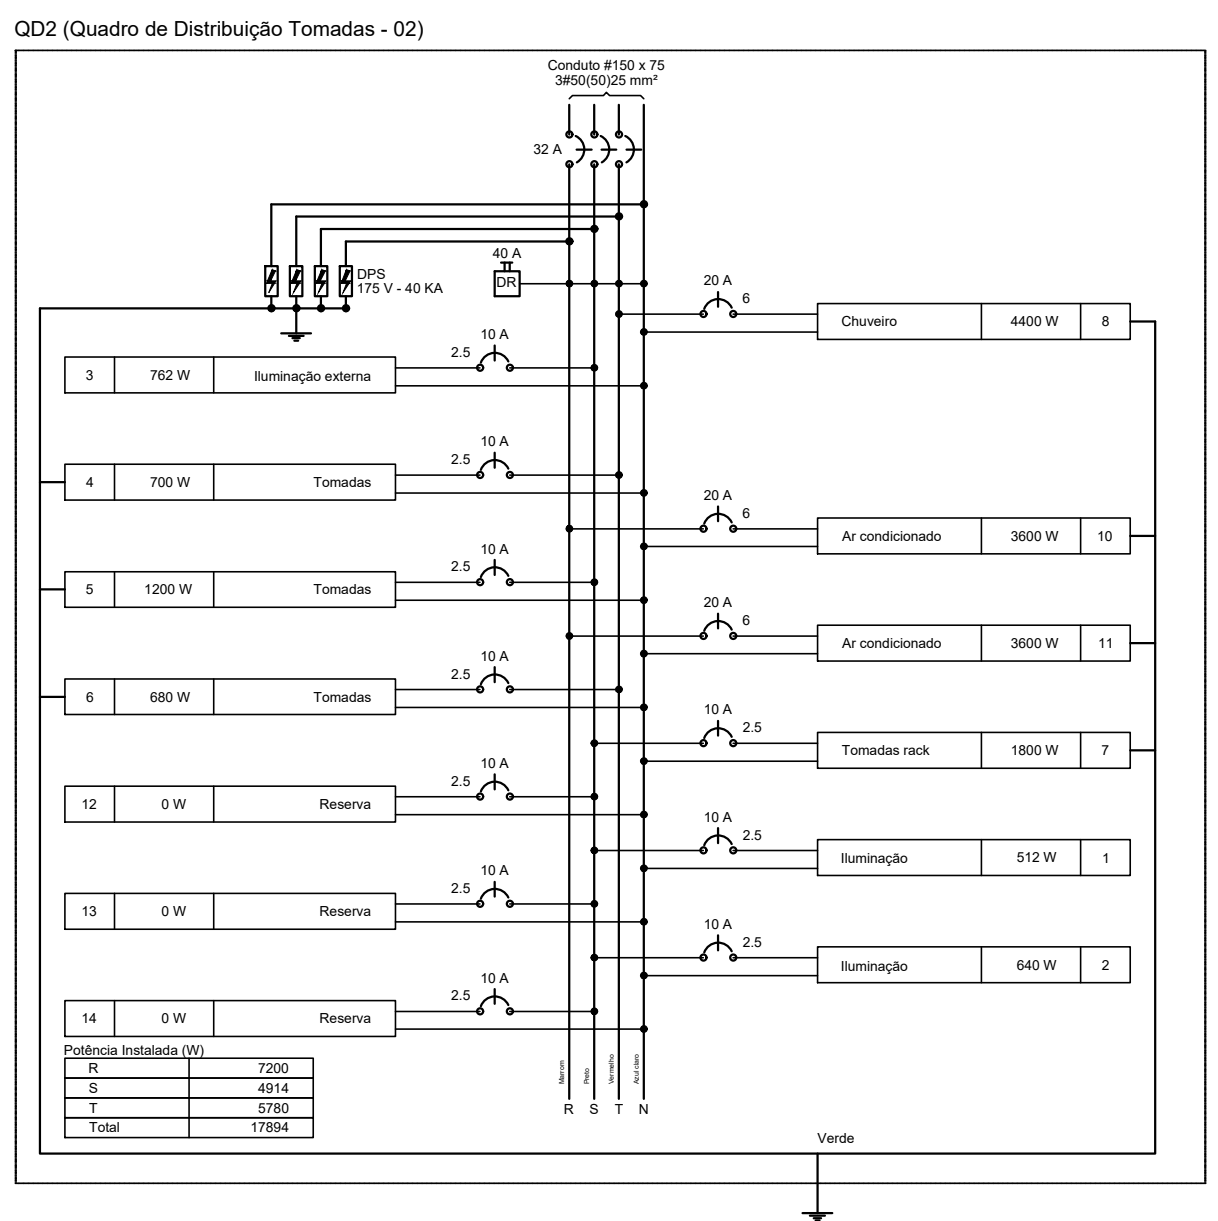 QD2 (Quadro de Distribuição Tomadas - 02)
Conduto #150 x 75
3#50(50)25 mm²
32 A
DPS
175 V - 40 KA
40 A
DR
20 A
6
Chuveiro 4400 W 8
10 A
2.5
3 762 W Iluminação externa
10 A
2.5
4 700 W Tomadas
20 A
6
Ar condicionado 3600 W 10
10 A
2.5
5 1200 W Tomadas
20 A
6
Ar condicionado 3600 W 11
10 A
2.5
6 680 W Tomadas
10 A
2.5
Tomadas rack 1800 W 7
10 A
2.5
12 0 W Reserva
10 A
2.5
Iluminação 512 W 1
10 A
2.5
13 0 W Reserva
10 A
2.5
Iluminação 640 W 2
10 A
2.5
14 0 W Reserva
Potência Instalada (W)
R 7200
S 4914
T 5780
Total 17894
Marrom
Preto
Vermelho
Azul claro
R S T N
Verde